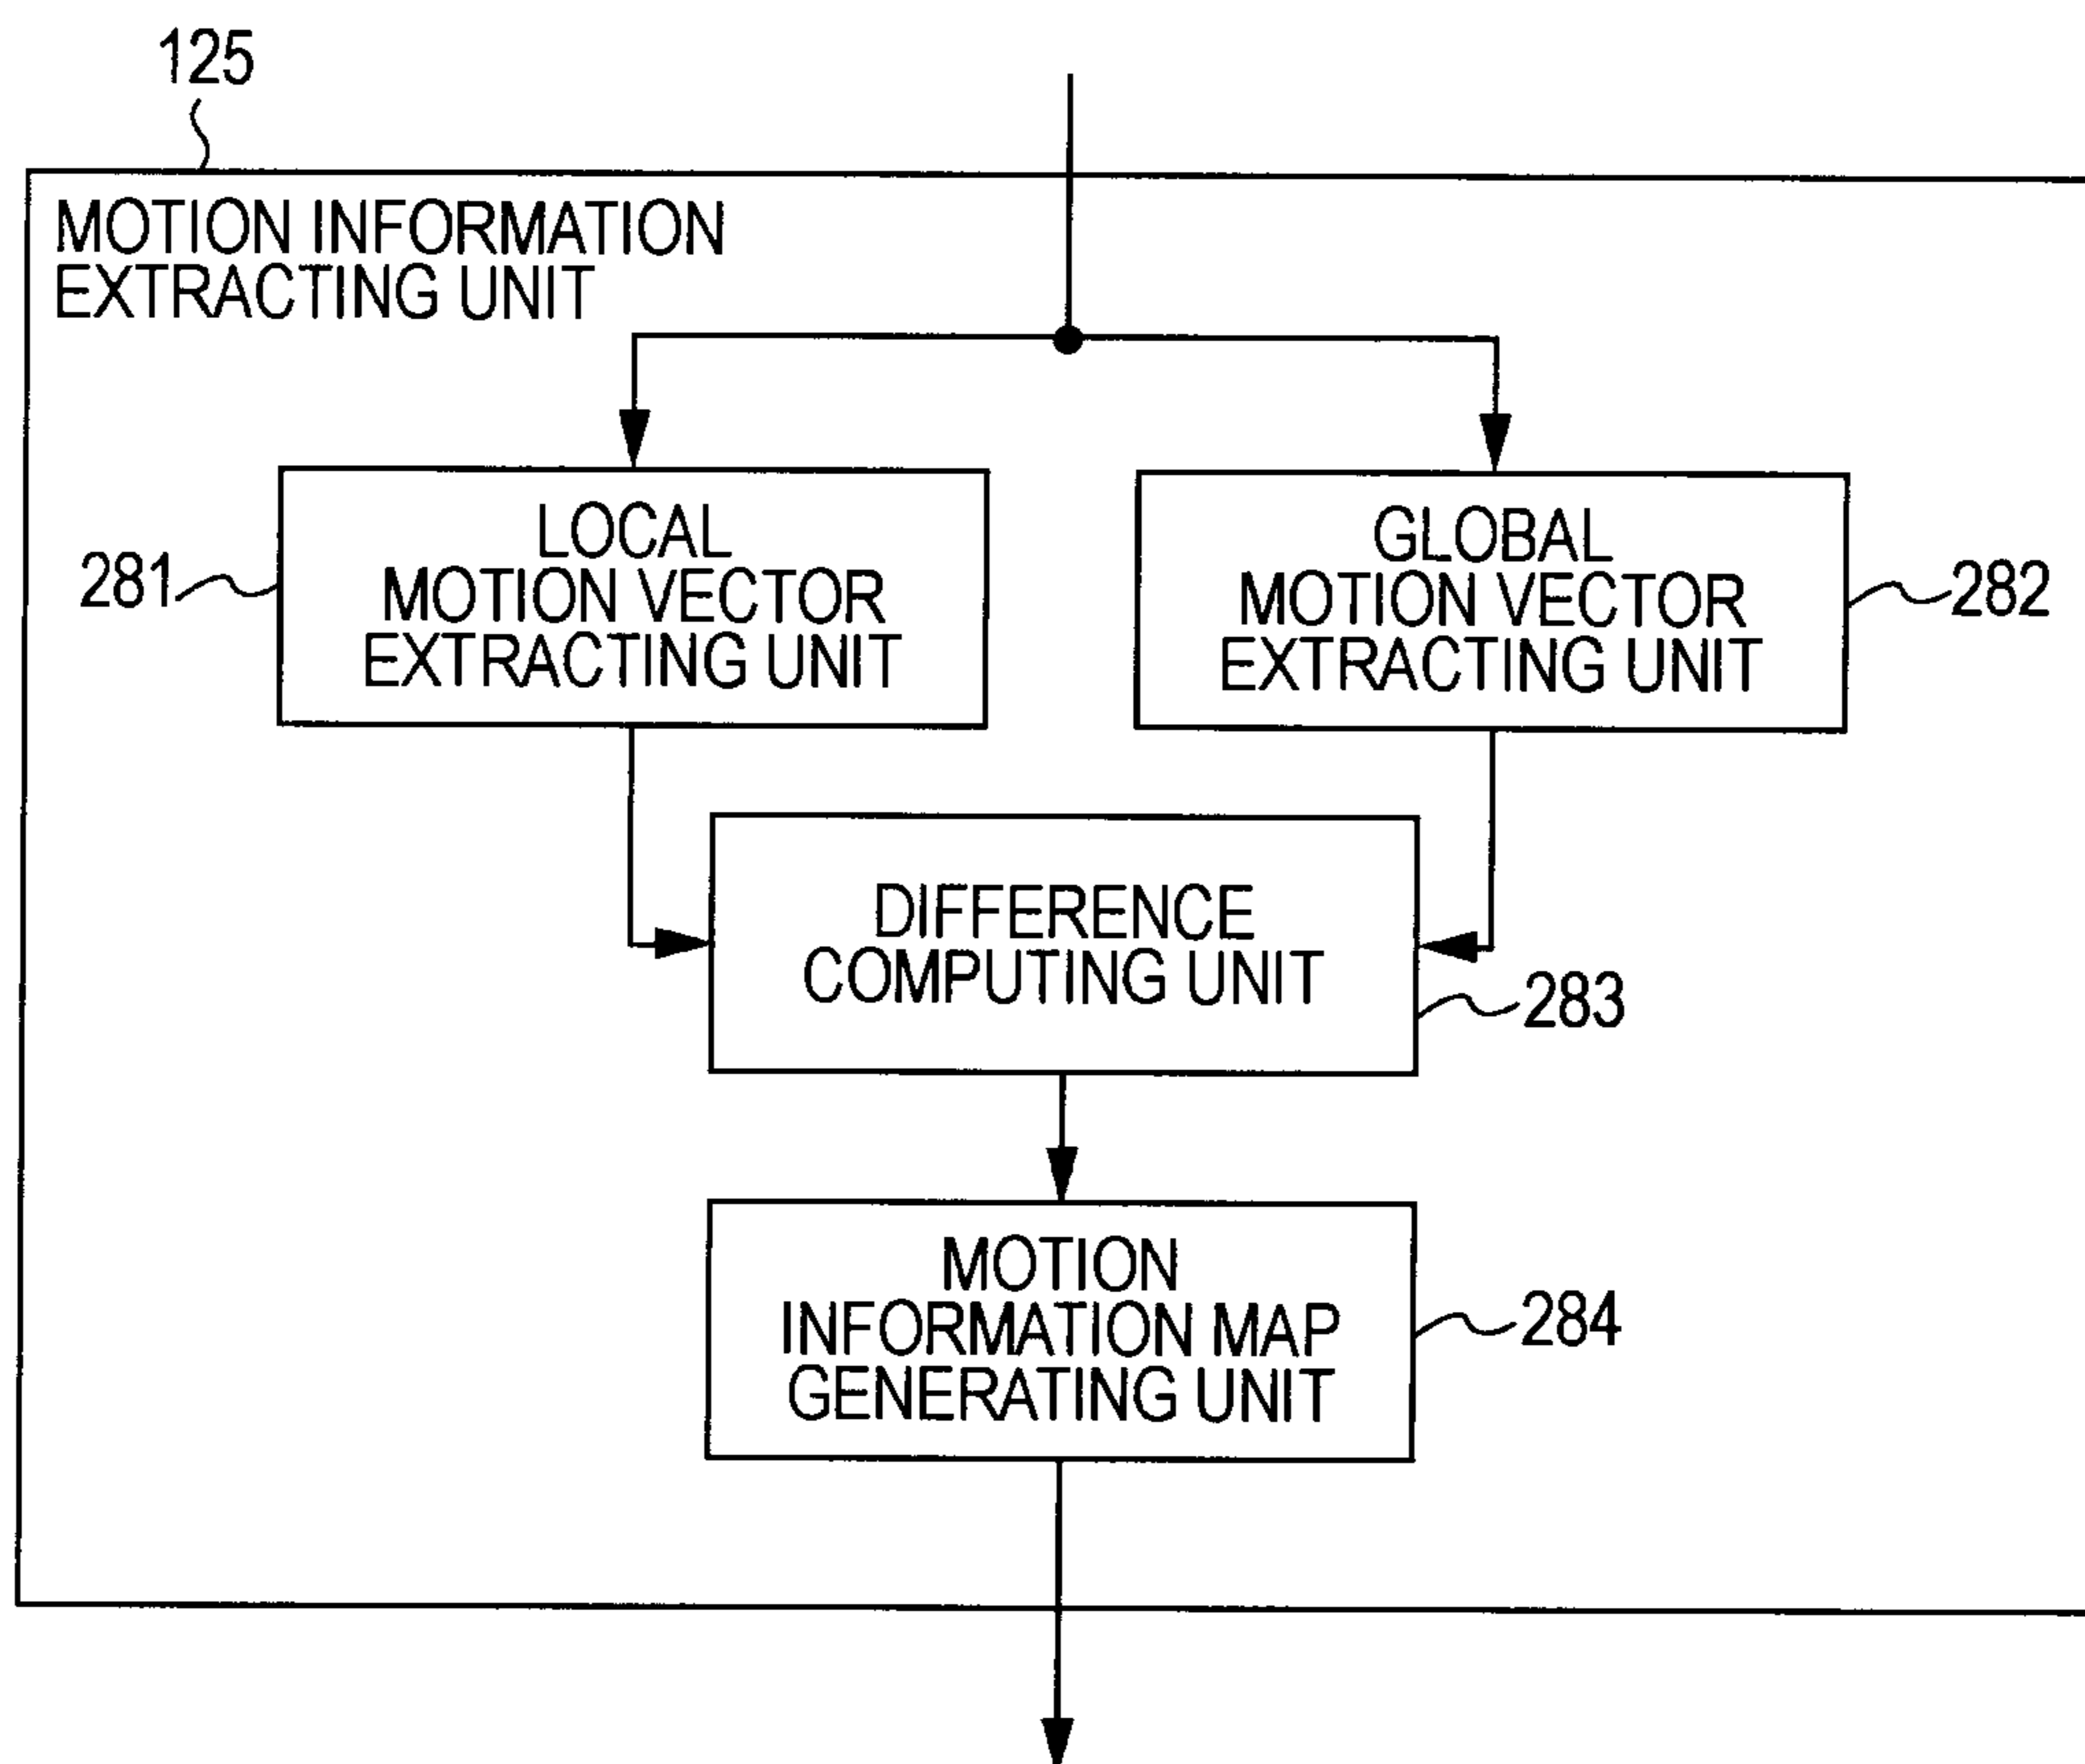 125
MOTION INFORMATION
EXTRACTING UNIT
LOCAL
MOTION VECTOR
EXTRACTING UNIT
281
GLOBAL
MOTION VECTOR
EXTRACTING UNIT
282
DIFFERENCE
COMPUTING UNIT
283
MOTION
INFORMATION MAP
GENERATING UNIT
284